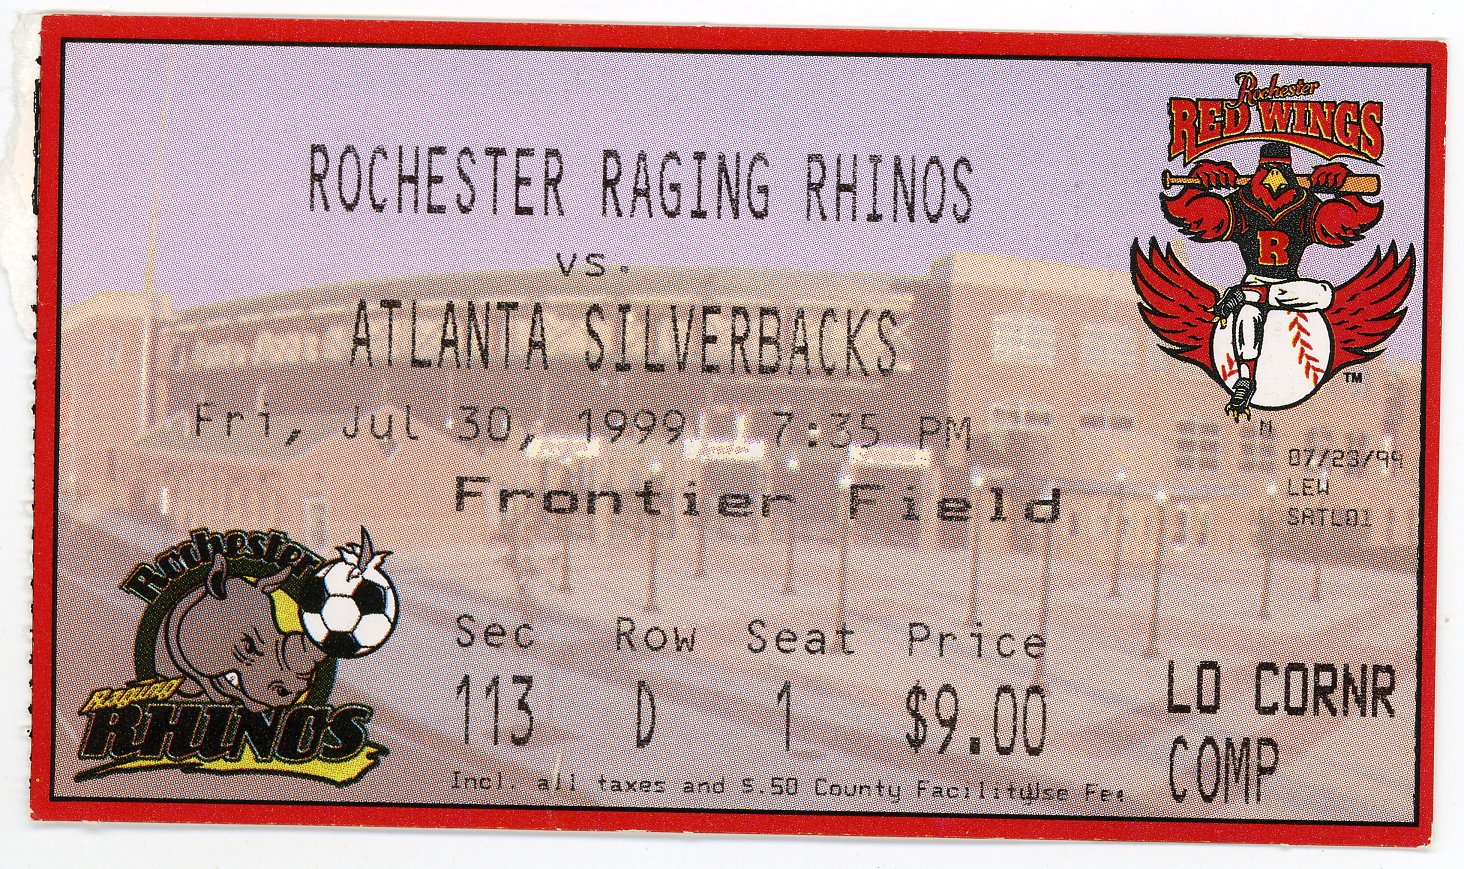 Rochester
RED WINGS
R
TM
ROCHESTER RAGING RHINOS
vs.
ATLANTA SILVERBACKS
Fri, Jul 30, 1999 7:35 PM
Frontier Field
07/23/99
LEW
SATL01
Rochester
RAGING
RHINOS
Sec Row Seat Price
113 D 1 $9.00
LO CORNR
COMP
Incl. all taxes and $.50 County Facility Use Fee